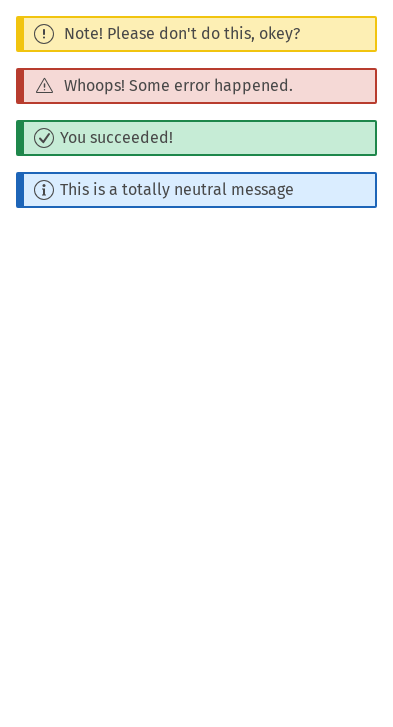 Note! Please don't do this, okey?
Whoops! Some error happened.
You succeeded!
This is a totally neutral message